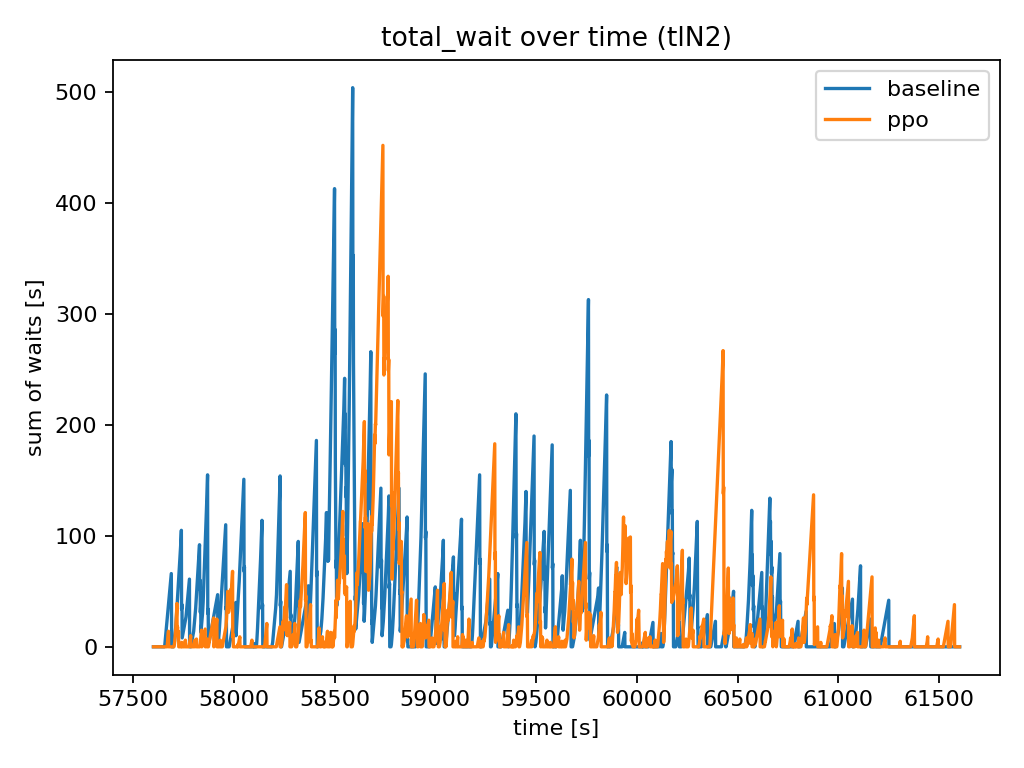 total_wait over time (tlN2)
baseline
ppo
sum of waits [s]
500
400
300
200
100
0
57500 58000 58500 59000 59500 60000 60500 61000 61500
time [s]